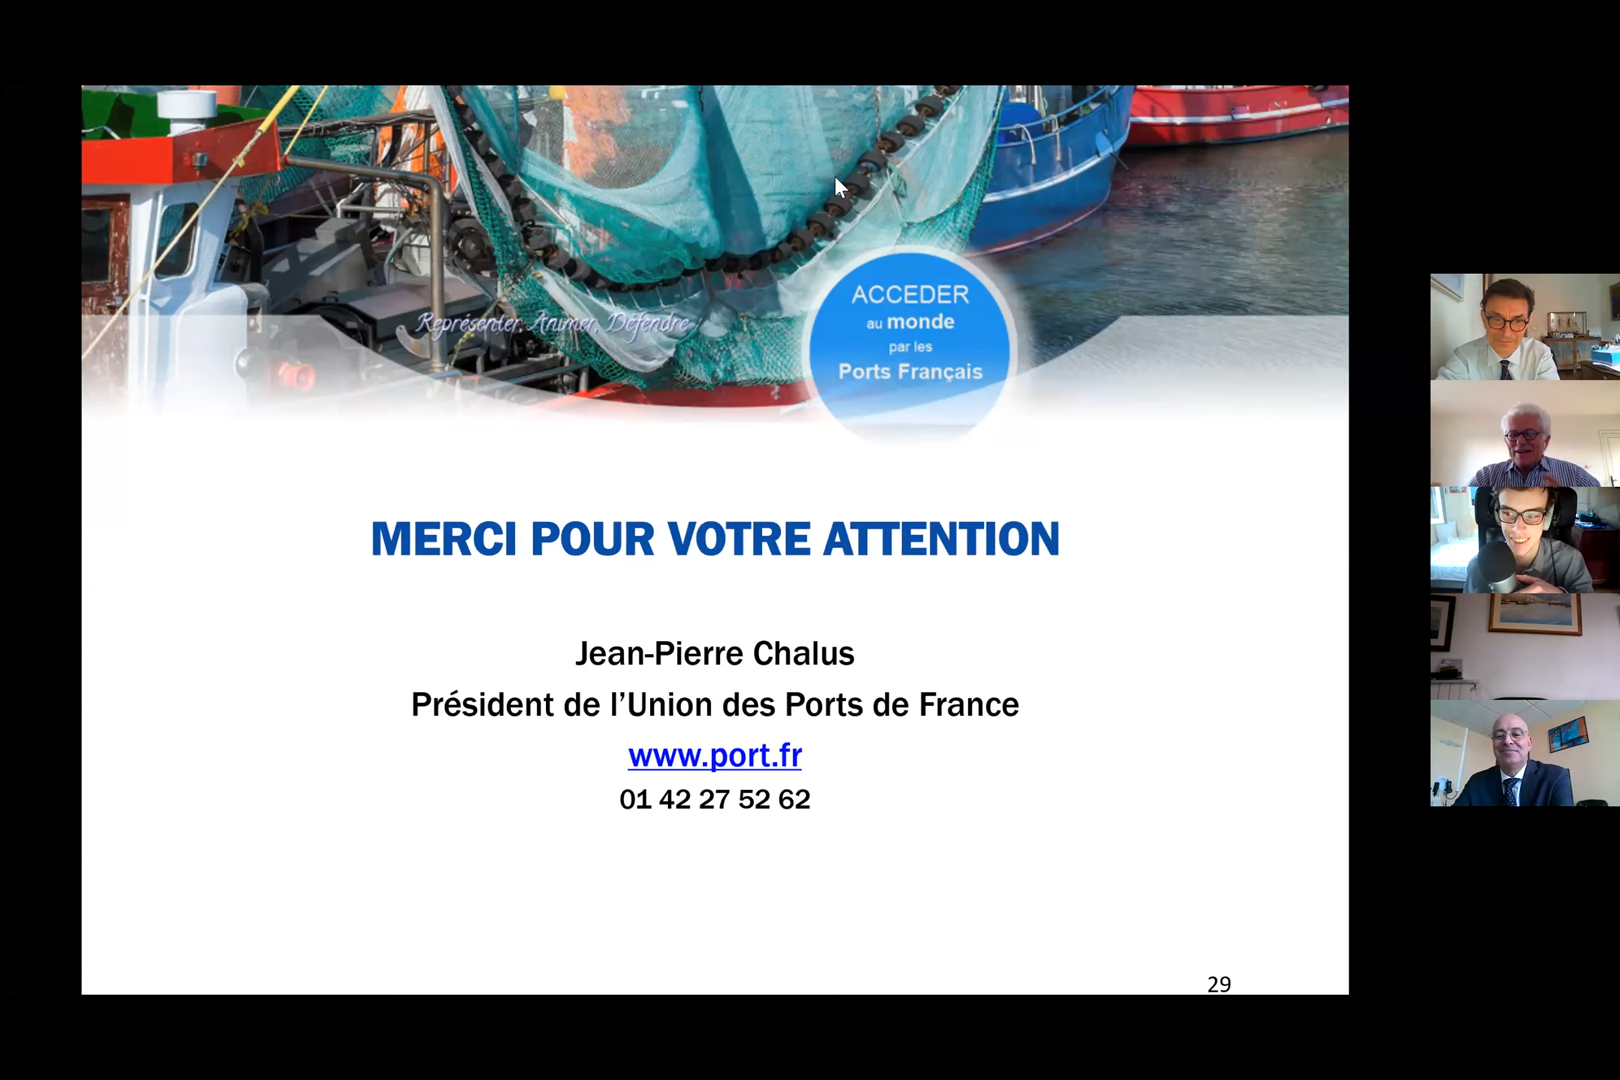 Représenter, Animer, Défendre
ACCEDER
au monde
par les
Ports Français
MERCI POUR VOTRE ATTENTION
Jean-Pierre Chalus
Président de l’Union des Ports de France
www.port.fr
01 42 27 52 62
29